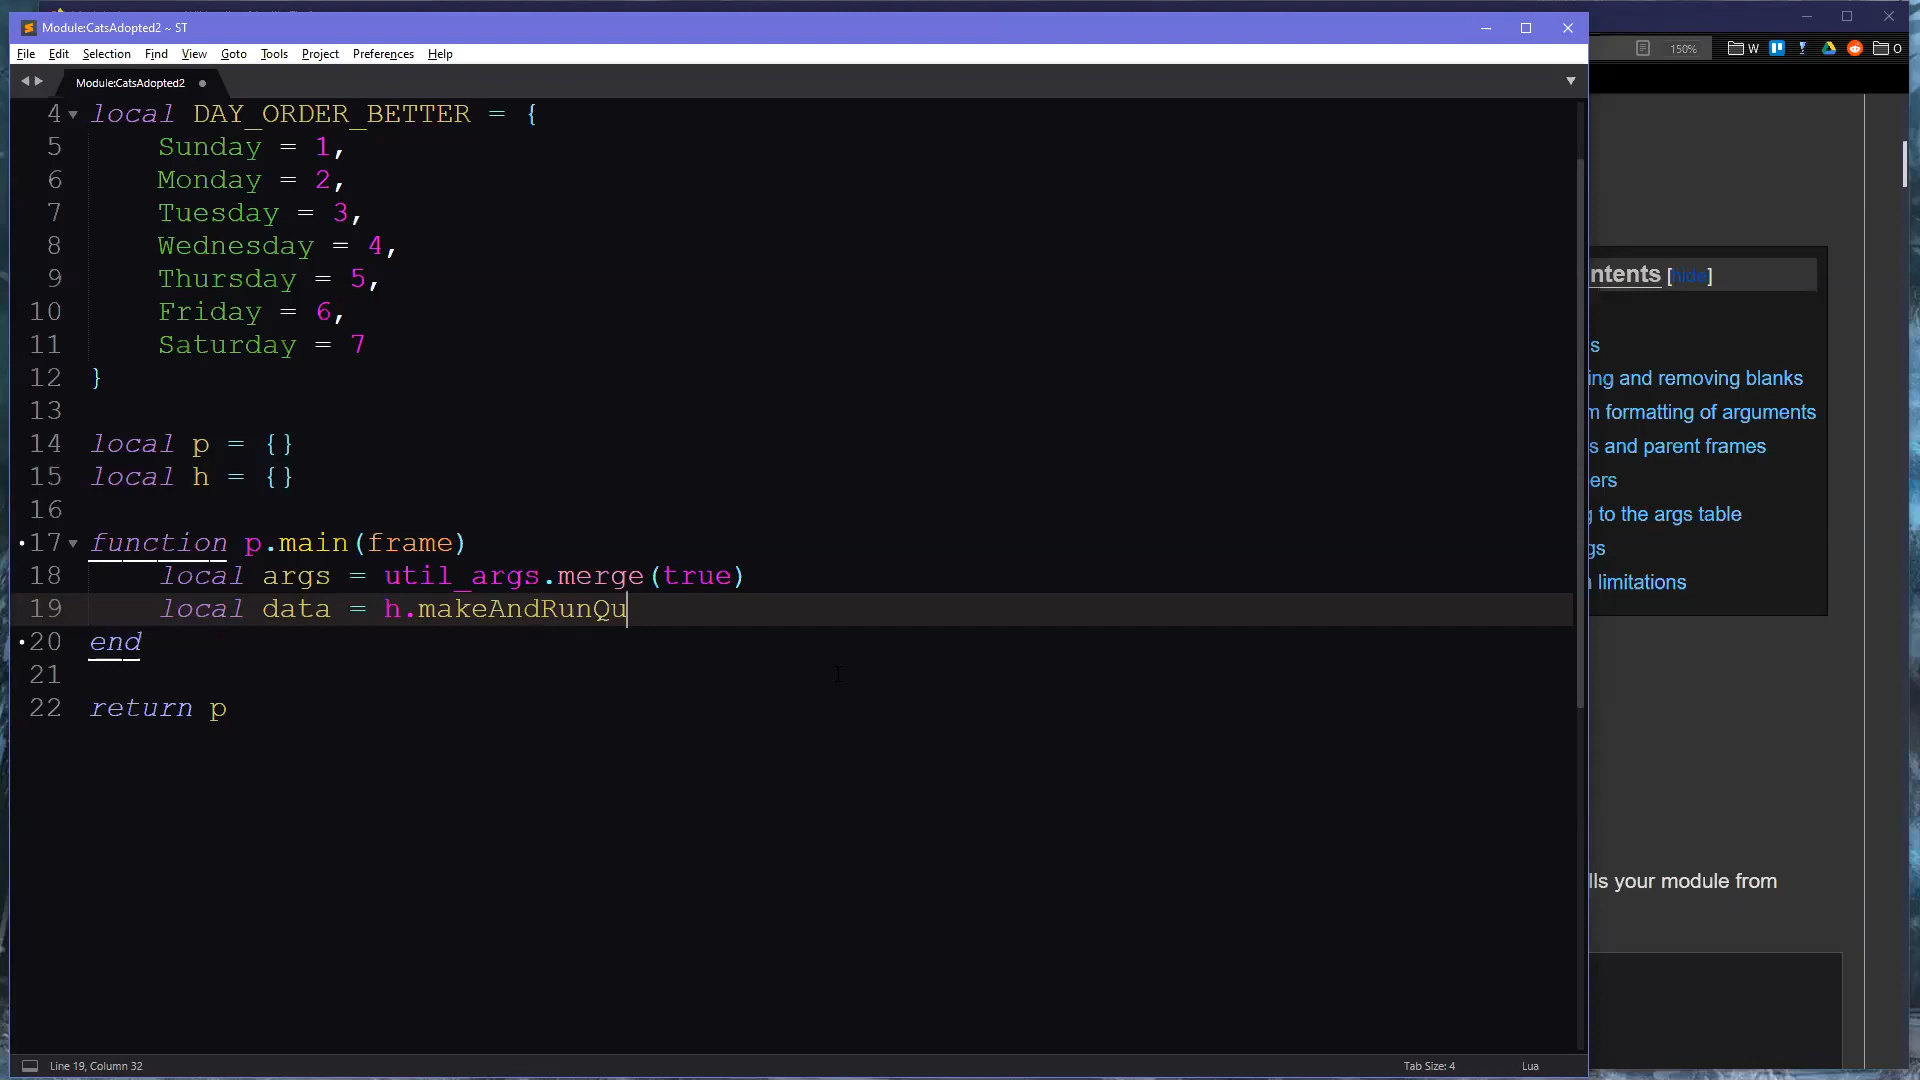 Module:CatsAdopted2 ~ ST
File Edit Selection Find View Goto Tools Project Preferences Help
150% W O
Module:CatsAdopted2
4 local DAY_ORDER_BETTER = {
5 Sunday = 1,
6 Monday = 2,
7 Tuesday = 3,
8 Wednesday = 4,
9 Thursday = 5,
10 Friday = 6,
11 Saturday = 7
12 }
13
14 local p = {}
15 local h = {}
16
17 function p.main(frame)
18 local args = util_args.merge(true)
19 local data = h.makeAndRunQu
20 end
21
22 return p
ntents [hide]
s
ing and removing blanks
m formatting of arguments
s and parent frames
ers
g to the args table
gs
limitations
lls your module from
Line 19, Column 32
Tab Size: 4
Lua